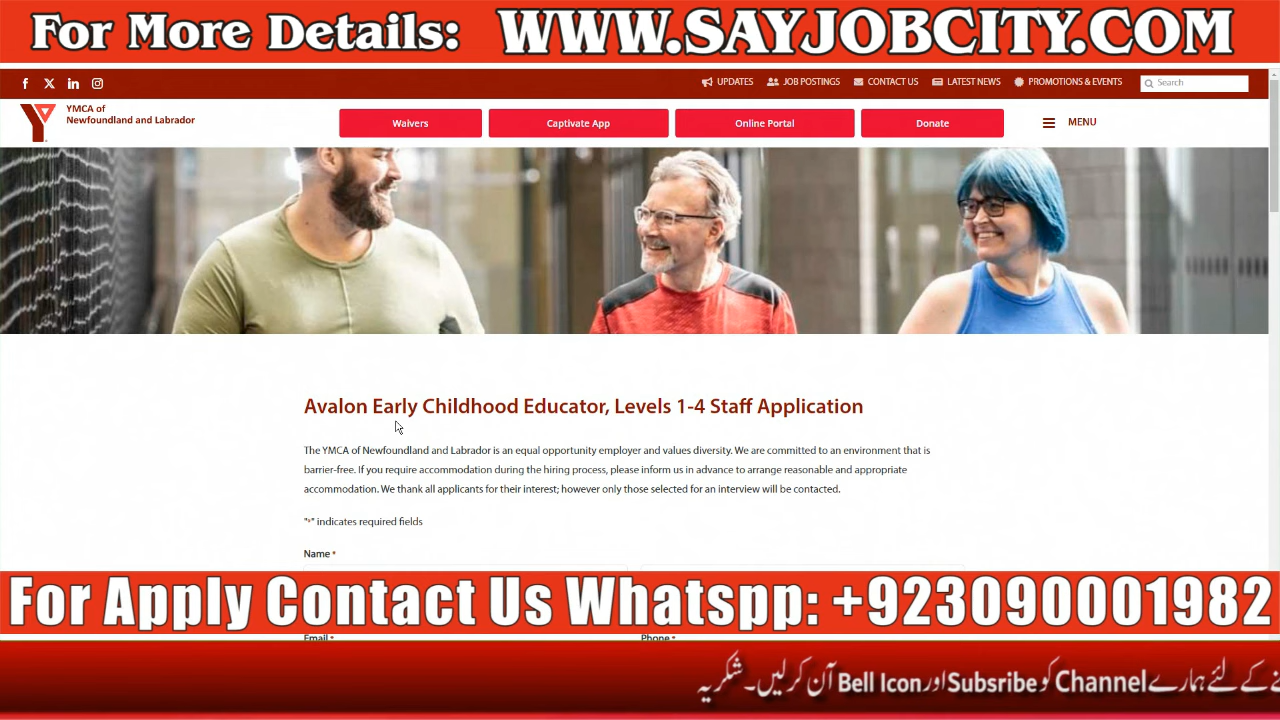 For More Details: WWW.SAYJOBCITY.COM
UPDATES JOB POSTINGS CONTACT US LATEST NEWS PROMOTIONS & EVENTS Search
YMCA of
Newfoundland and Labrador
Waivers Captivate App Online Portal Donate MENU
Avalon Early Childhood Educator, Levels 1-4 Staff Application
The YMCA of Newfoundland and Labrador is an equal opportunity employer and values diversity. We are committed to an environment that is
barrier-free. If you require accommodation during the hiring process, please inform us in advance to arrange reasonable and appropriate
accommodation. We thank all applicants for their interest; however only those selected for an interview will be contacted.
"*" indicates required fields
Name *
For Apply Contact Us Whatspp: +923090001982
Email * Phone *
کے لئے ہمارے Channel کو Subsribe اور Bell Icon آن کرلیں۔ شکریہ